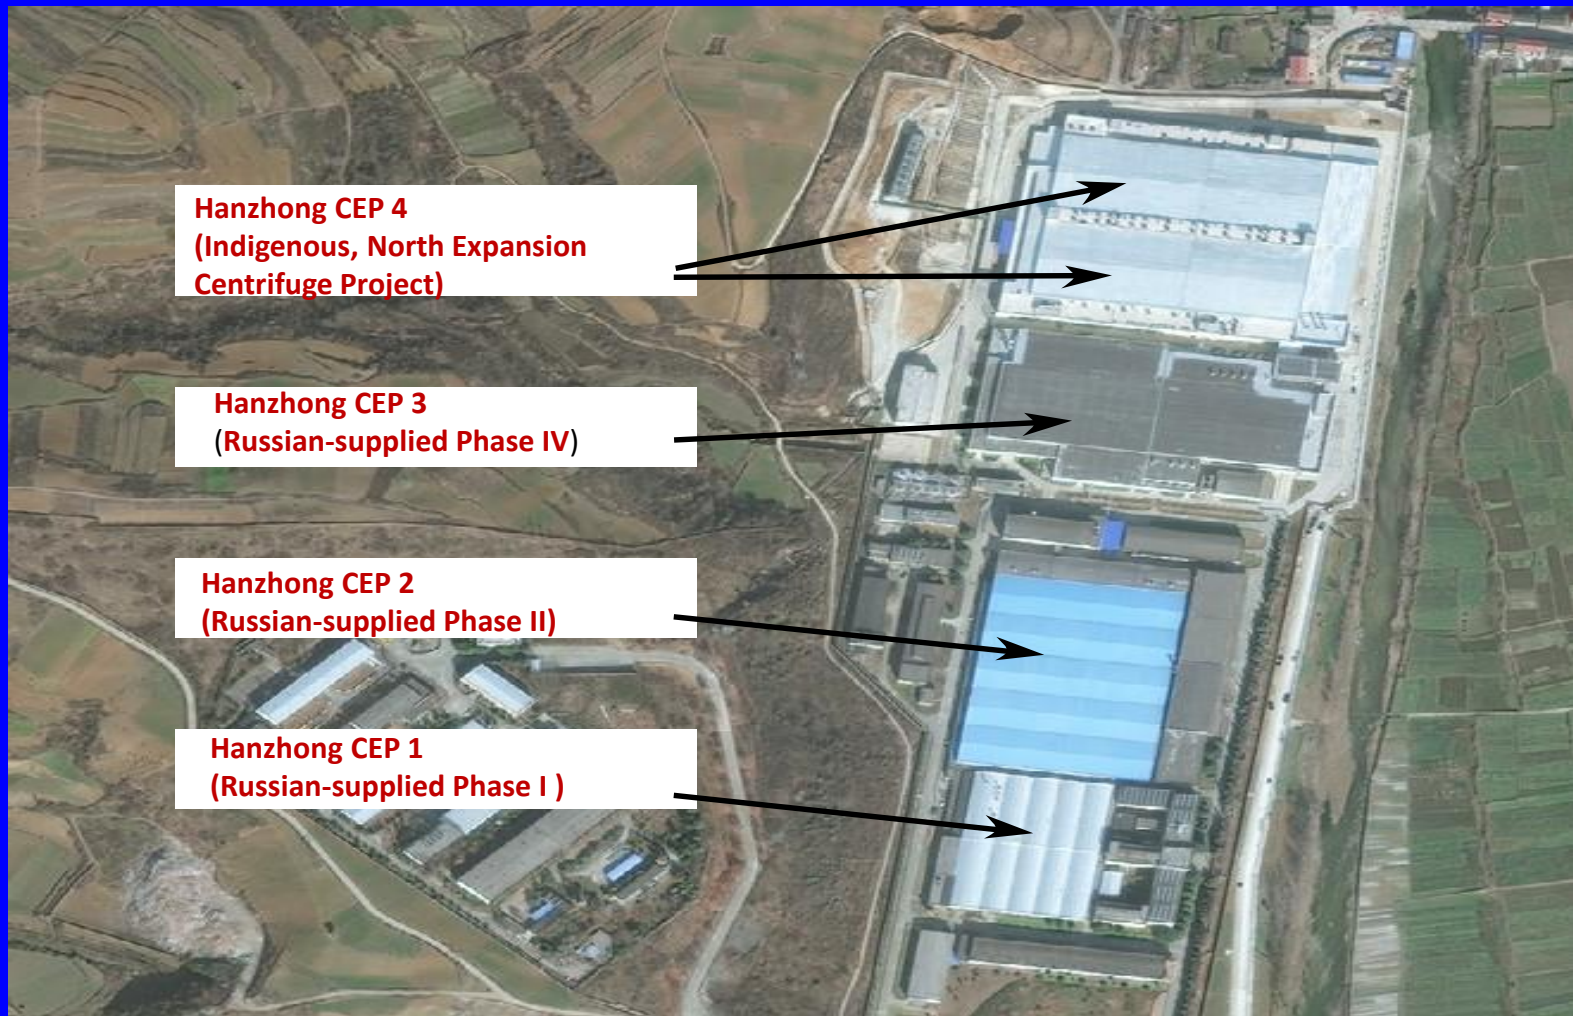 Hanzhong CEP 4
(Indigenous, North Expansion
Centrifuge Project)
Hanzhong CEP 3
(Russian-supplied Phase IV)
Hanzhong CEP 2
(Russian-supplied Phase II)
Hanzhong CEP 1
(Russian-supplied Phase I )